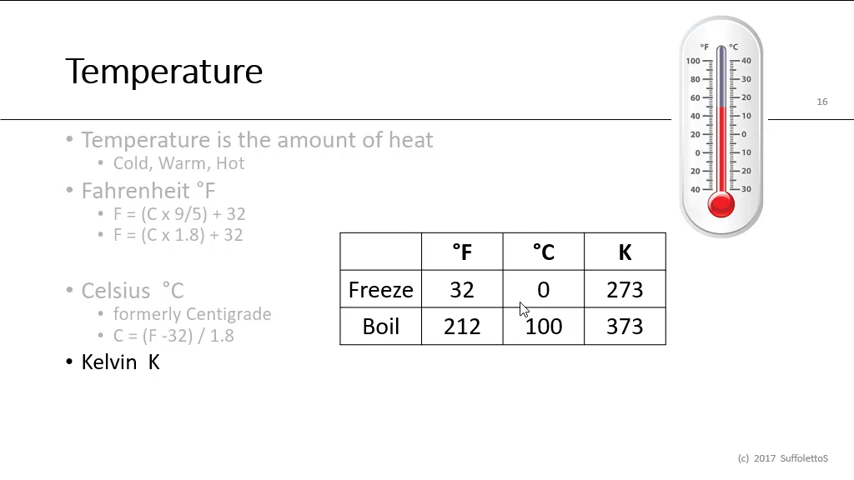 Temperature
16
• Temperature is the amount of heat
• Cold, Warm, Hot
• Fahrenheit °F
• F = (C x 9/5) + 32
• F = (C x 1.8) + 32
• Celsius °C
• formerly Centigrade
• C = (F -32) / 1.8
• Kelvin K
°F °C K
Freeze 32 0 273
Boil 212 100 373
°F °C
100 40
80 30
60 20
40 10
20 0
0 10
20 20
40 30
(c) 2017 SuffolettoS